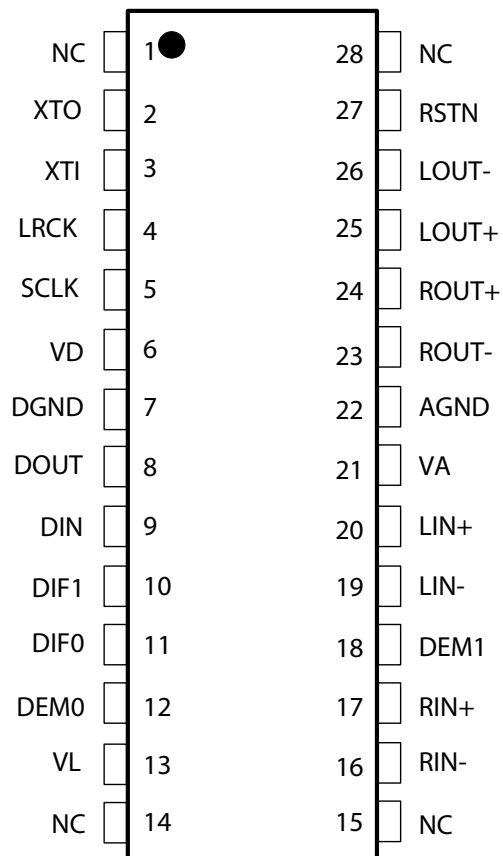 NC 1 28 NC
XTO 2 27 RSTN
XTI 3 26 LOUT-
LRCK 4 25 LOUT+
SCLK 5 24 ROUT+
VD 6 23 ROUT-
DGND 7 22 AGND
DOUT 8 21 VA
DIN 9 20 LIN+
DIF1 10 19 LIN-
DIF0 11 18 DEM1
DEM0 12 17 RIN+
VL 13 16 RIN-
NC 14 15 NC